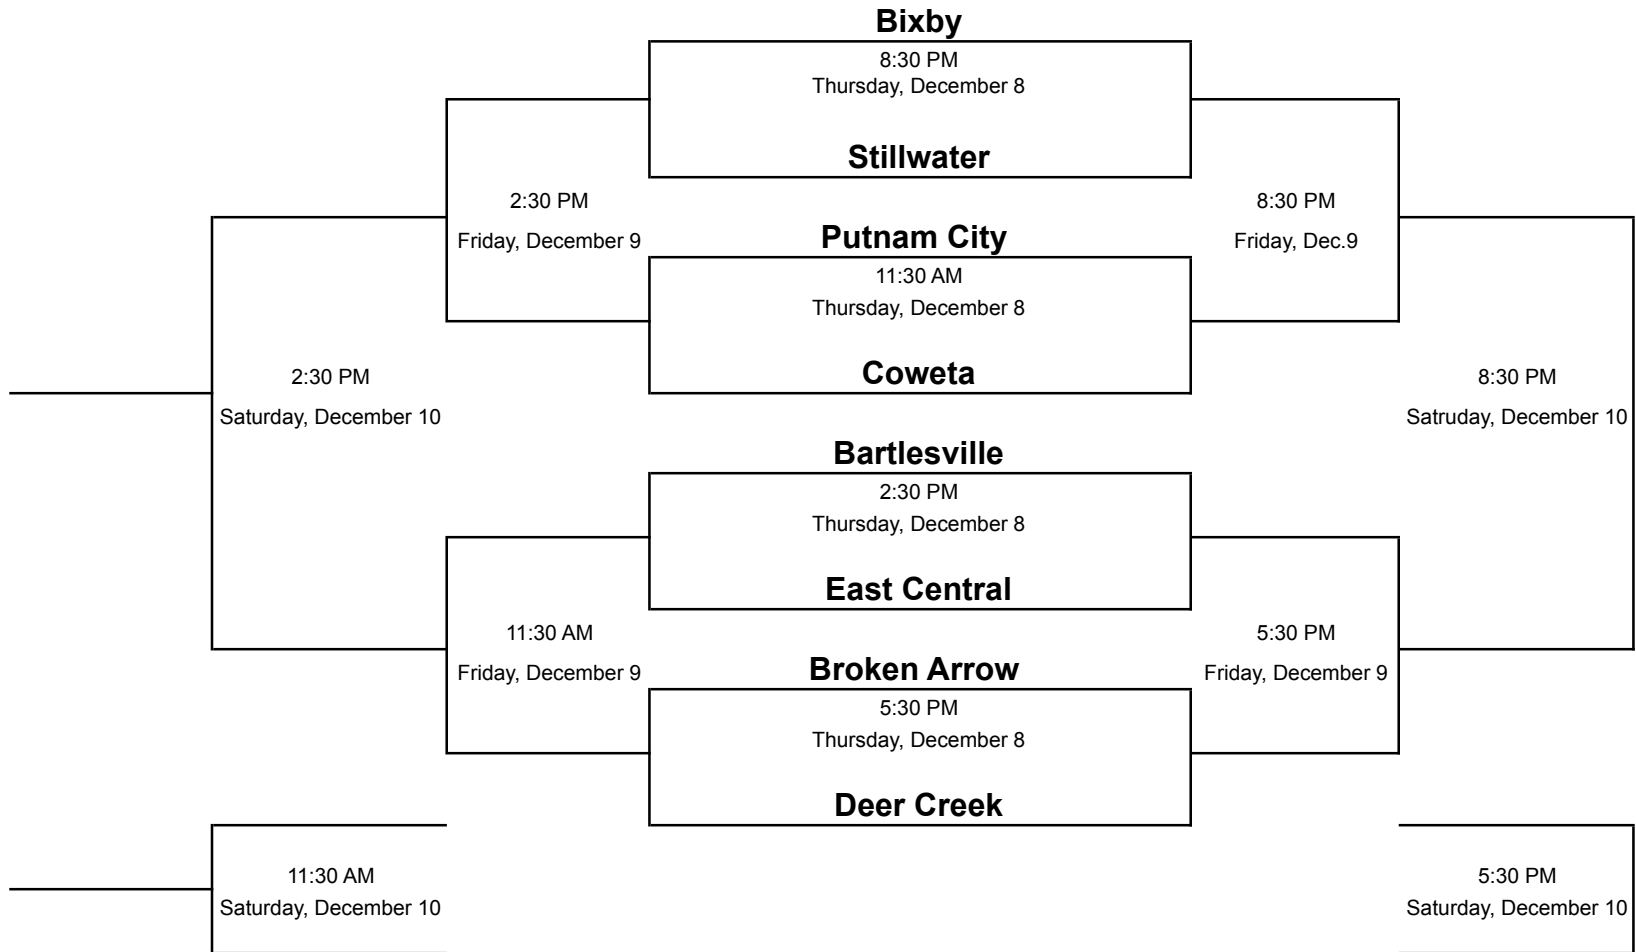 Bixby
8:30 PM
Thursday, December 8
Stillwater
2:30 PM
Friday, December 9
8:30 PM
Friday, Dec.9
Putnam City
11:30 AM
Thursday, December 8
Coweta
2:30 PM
Saturday, December 10
8:30 PM
Satruday, December 10
Bartlesville
2:30 PM
Thursday, December 8
East Central
11:30 AM
Friday, December 9
5:30 PM
Friday, December 9
Broken Arrow
5:30 PM
Thursday, December 8
Deer Creek
11:30 AM
Saturday, December 10
5:30 PM
Saturday, December 10